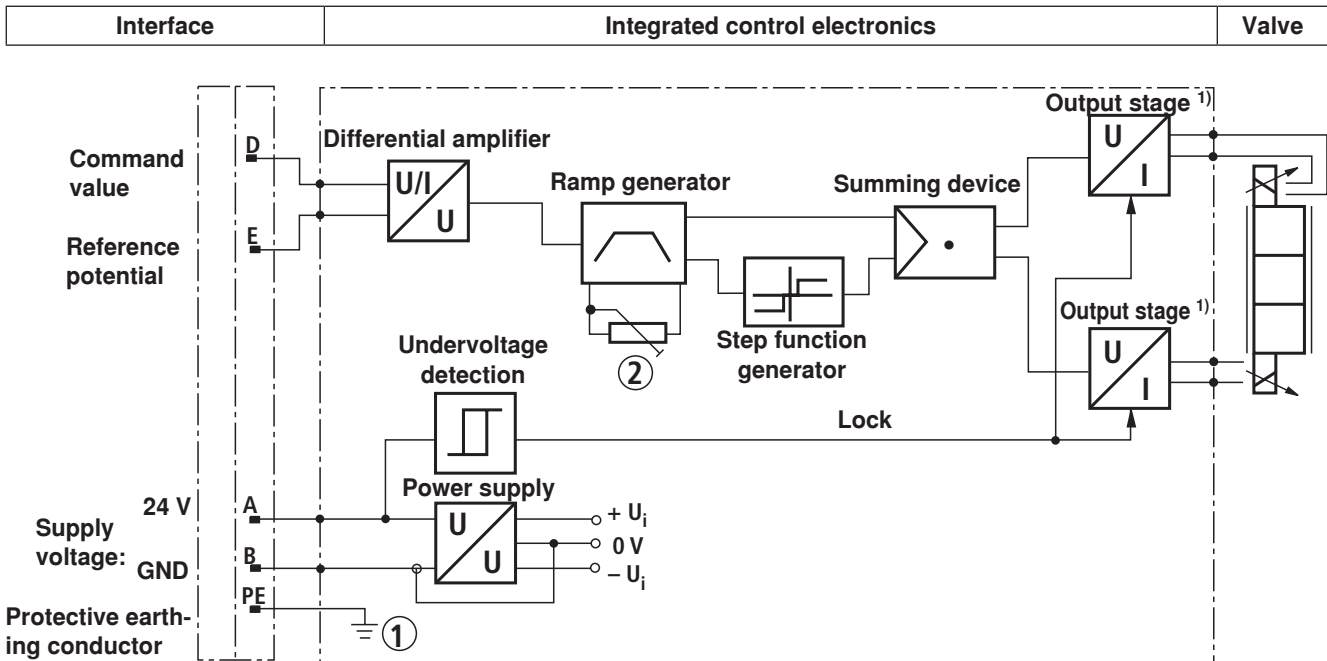 Interface
Integrated control electronics
Valve
Output stage 1)
Differential amplifier
Command
value
D
U/I
U
Ramp generator
Summing device
U
I
E
Reference
potential
Output stage 1)
Undervoltage
detection
②
Step function
generator
U
I
Lock
Power supply
24 V
A
Supply
voltage:
U
U
+ Ui
0 V
– Ui
B
GND
PE
Protective earth-
ing conductor
①